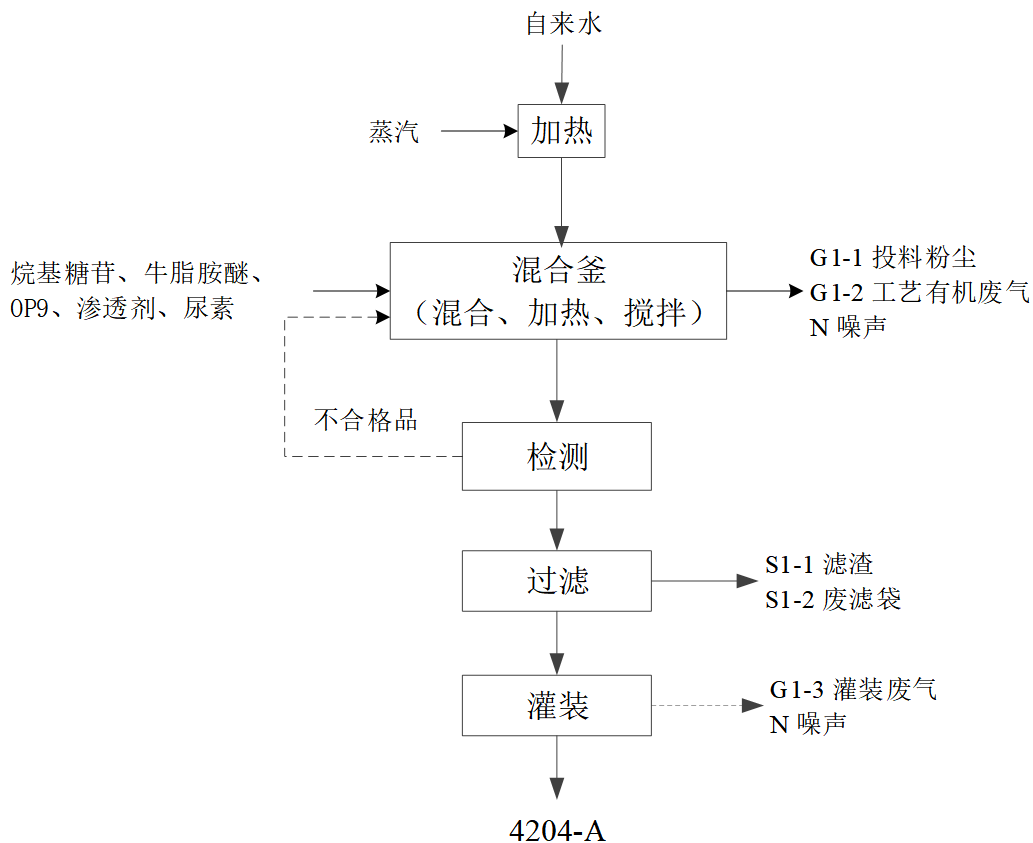 自来水
蒸汽
加热
烷基糖苷、牛脂胺醚、
OP9、渗透剂、尿素
混合釜
（混合、加热、搅拌）
G1-1 投料粉尘
G1-2 工艺有机废气
N 噪声
不合格品
检测
过滤
S1-1 滤渣
S1-2 废滤袋
灌装
G1-3 灌装废气
N 噪声
4204-A